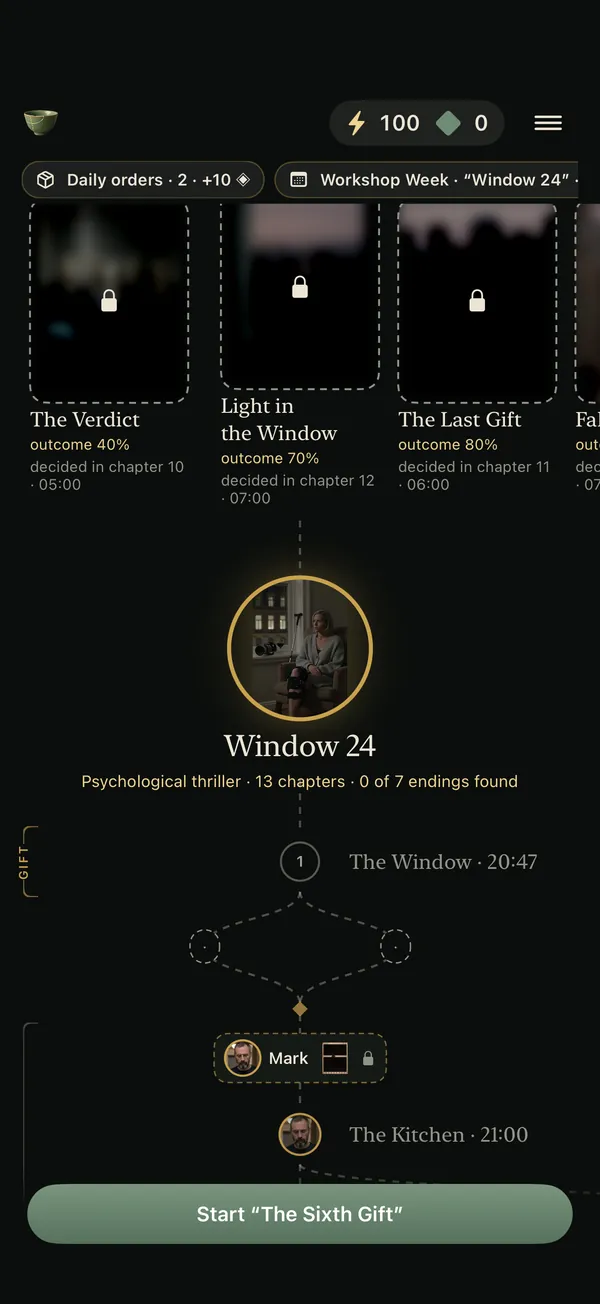 100
0
Daily orders · 2 · +10
Workshop Week · “Window 24” ·
The Verdict
outcome 40%
decided in chapter 10
· 05:00
Light in
the Window
outcome 70%
decided in chapter 12
· 07:00
The Last Gift
outcome 80%
decided in chapter 11
· 06:00
Window 24
Psychological thriller · 13 chapters · 0 of 7 endings found
GIFT
1
The Window · 20:47
Mark
The Kitchen · 21:00
Start “The Sixth Gift”